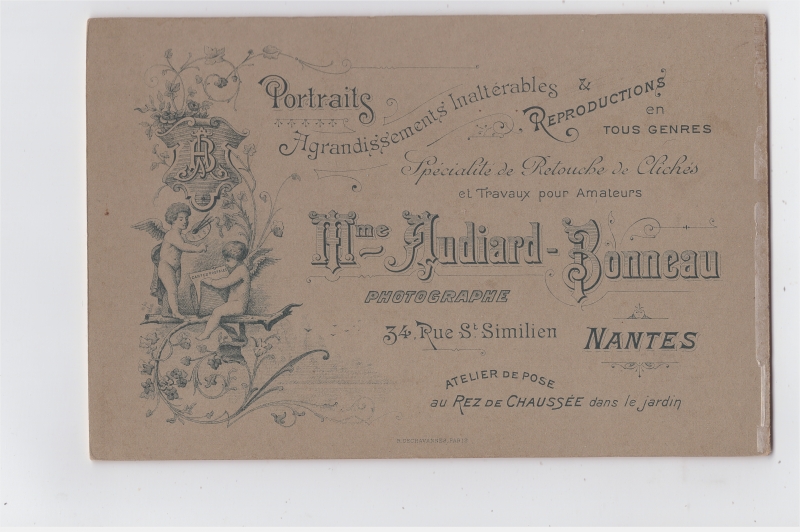 Portraits
Agrandissements Inaltérables &
REPRODUCTIONS
en
TOUS GENRES
Spécialité de Retouche de Clichés
et Travaux pour Amateurs
Mme Audiard-Bonneau
PHOTOGRAPHE
34, Rue St Similien
NANTES
ATELIER DE POSE
au REZ DE CHAUSSÉE dans le jardin